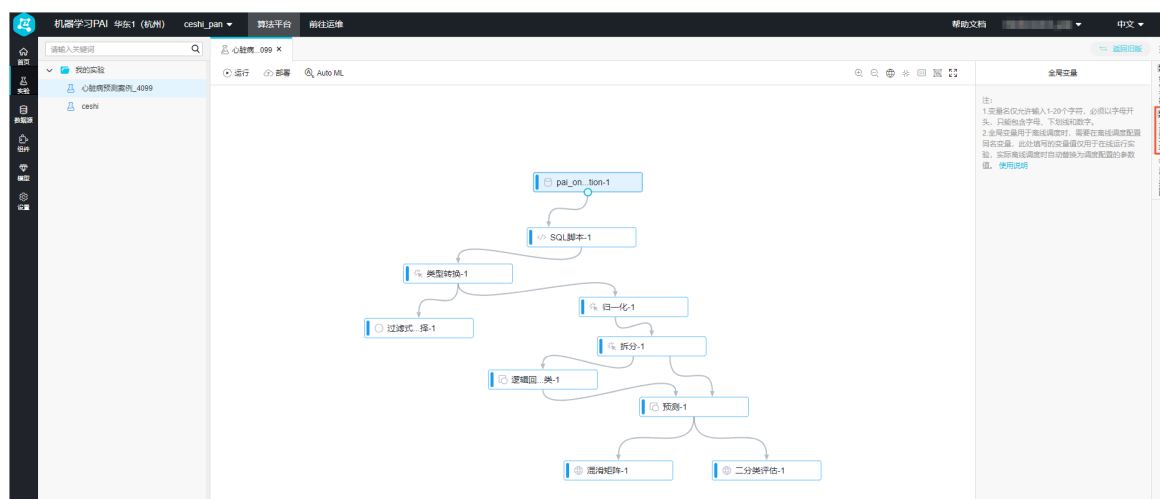 机器学习PAI 华东1 (杭州) ceshi_pan 算法平台 前往运维 帮助文档 中文
首页
实验
数据源
组件
模型
设置
请输入关键词
我的实验
心脏病预测案例_4099
ceshi
心脏病...099 ×
返回旧版
运行 部署 Auto ML
pai_on...tion-1
SQL脚本-1
类型转换-1
归一化-1
过滤式...择-1
拆分-1
逻辑回...类-1
预测-1
混淆矩阵-1 二分类评估-1
全局变量
注:
1.变量名仅允许输入1-20个字符，必须以字母开
头，只能包含字母、下划线和数字。
2.全局变量用于离线调度时，需要在离线调度配置
同名变量，此处填写的变量值仅用于在线运行实
验，实际离线调度时自动替换为调度配置的参数
值。 使用说明